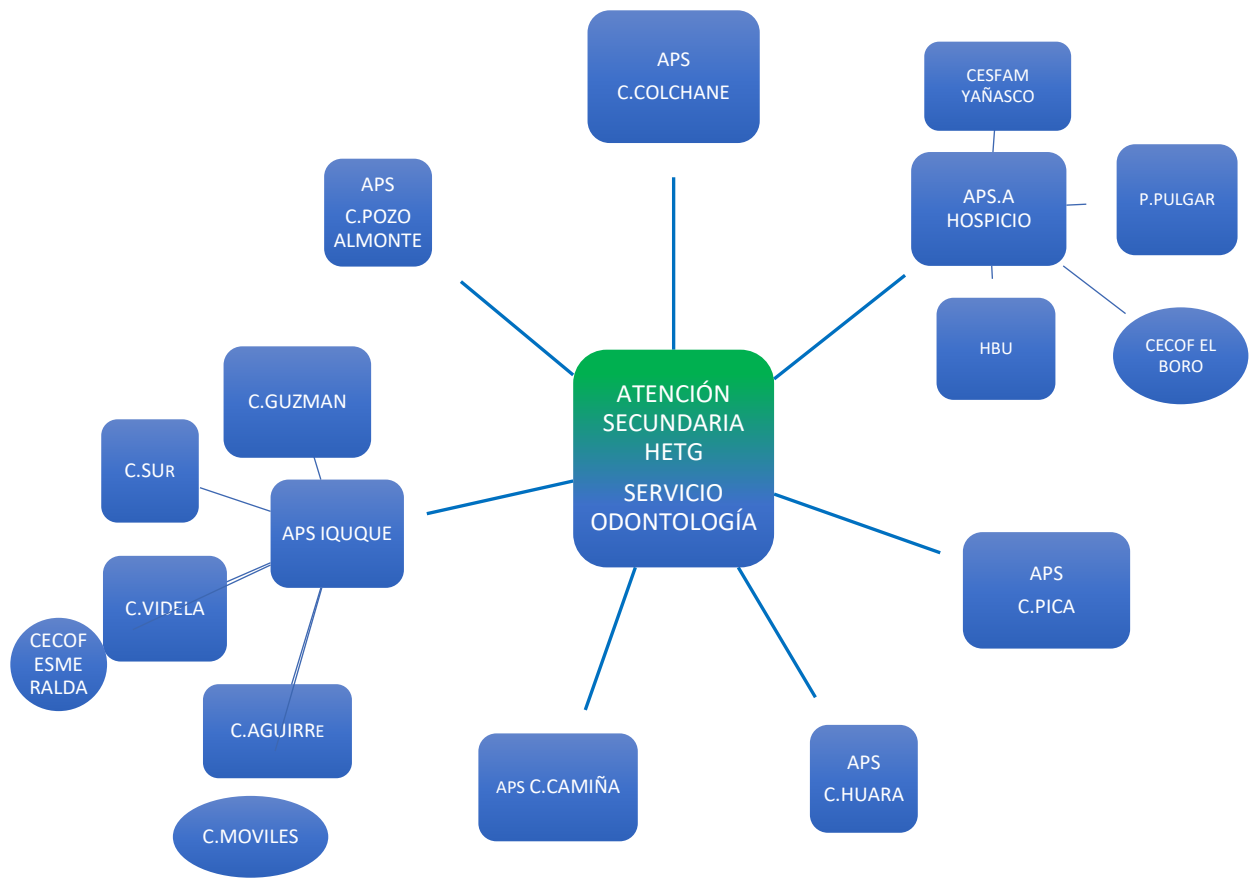 APS
C.COLCHANE
CESFAM
YAÑASCO
APS
C.POZO
ALMONTE
APS.A
HOSPICIO
P.PULGAR
HBU
CECOF EL
BORO
ATENCIÓN
SECUNDARIA
HETG
SERVICIO
ODONTOLOGÍA
C.GUZMAN
C.SUr
APS IQUQUE
C.VIDELA
CECOF
ESME
RALDA
C.AGUIRRE
C.MOVILES
APS
C.PICA
APS C.CAMIÑA
APS
C.HUARA